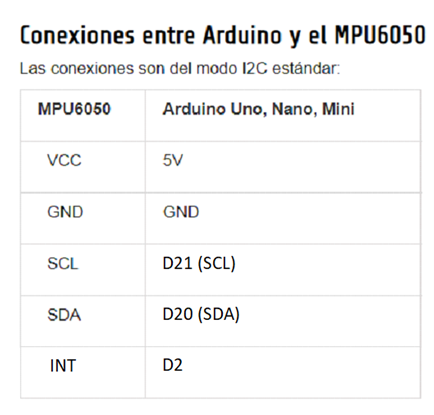 Conexiones entre Arduino y el MPU6050
Las conexiones son del modo I2C estándar:
MPU6050 Arduino Uno, Nano, Mini
VCC 5V
GND GND
SCL D21 (SCL)
SDA D20 (SDA)
INT D2